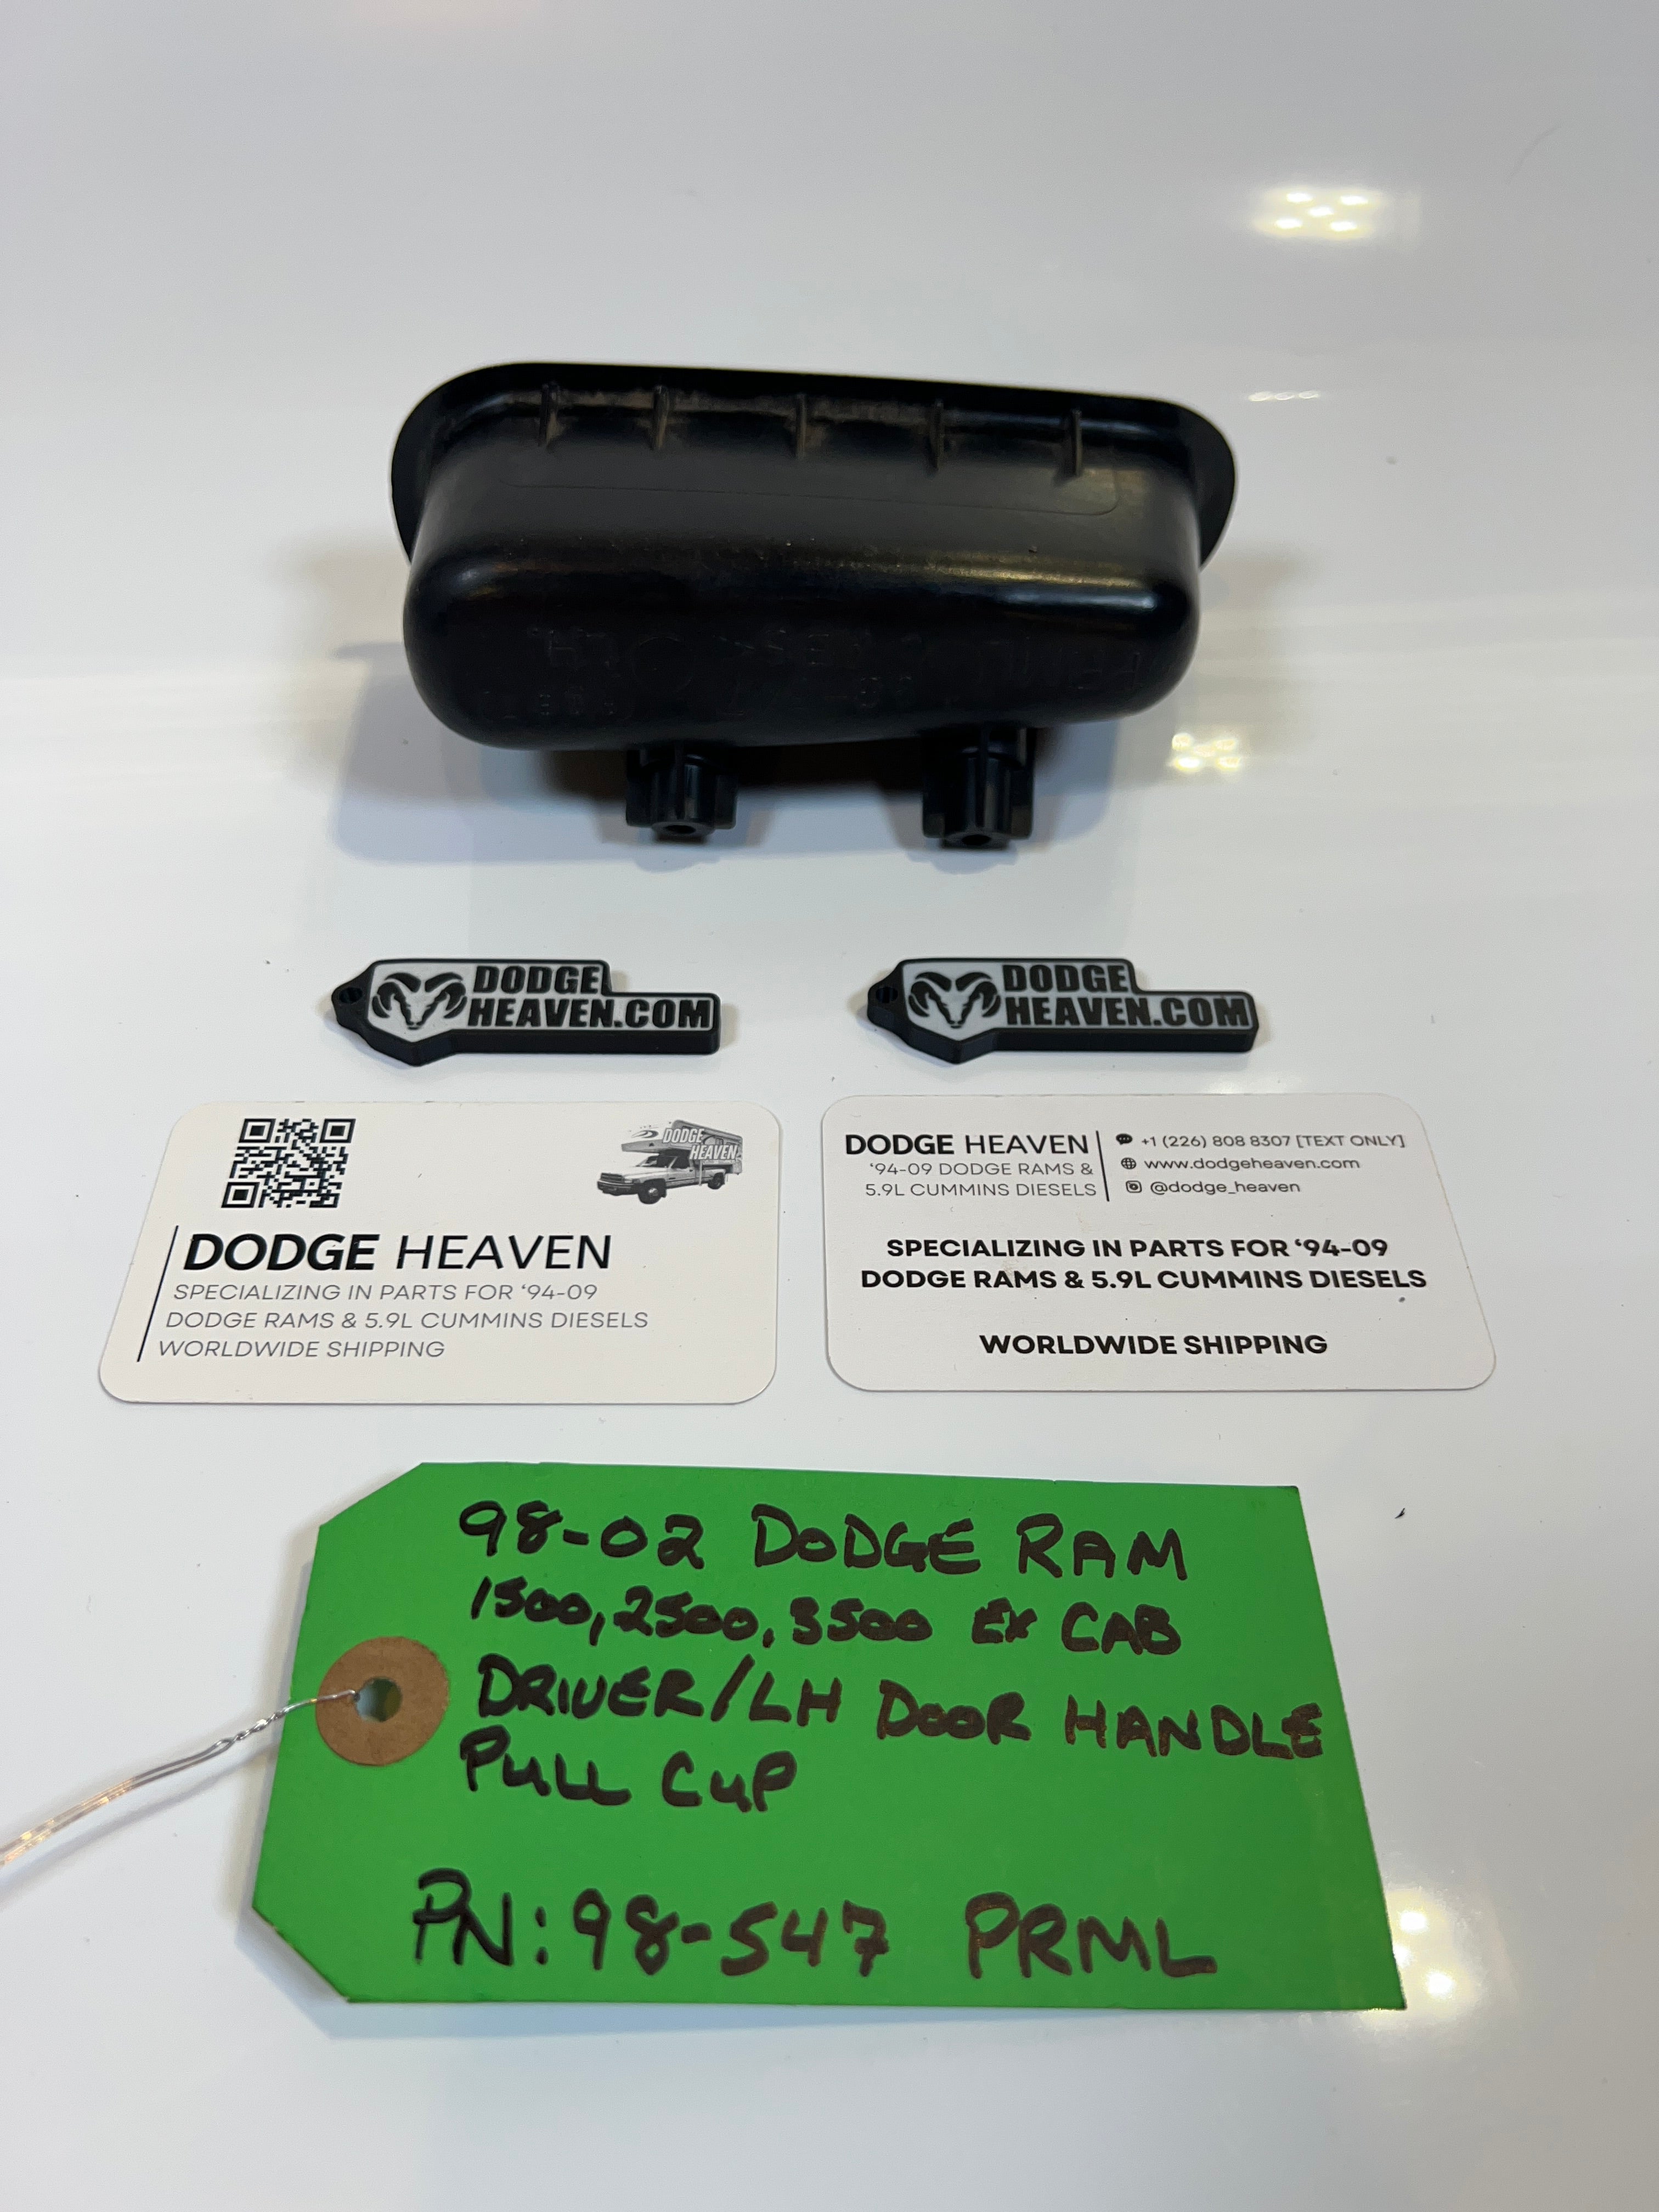 DODGE
HEAVEN.COM
DODGE
HEAVEN.COM
DODGE
HEAVEN
DODGE HEAVEN
SPECIALIZING IN PARTS FOR ‘94-09
DODGE RAMS & 5.9L CUMMINS DIESELS
WORLDWIDE SHIPPING
DODGE HEAVEN
‘94-09 DODGE RAMS &
5.9L CUMMINS DIESELS
+1 (226) 808 8307 [TEXT ONLY]
www.dodgeheaven.com
@dodge_heaven
SPECIALIZING IN PARTS FOR ‘94-09
DODGE RAMS & 5.9L CUMMINS DIESELS
WORLDWIDE SHIPPING
98-02 DODGE RAM
1500, 2500, 3500 EX CAB
DRIVER/LH DOOR HANDLE
PULL CUP
PN: 98-547 PRML